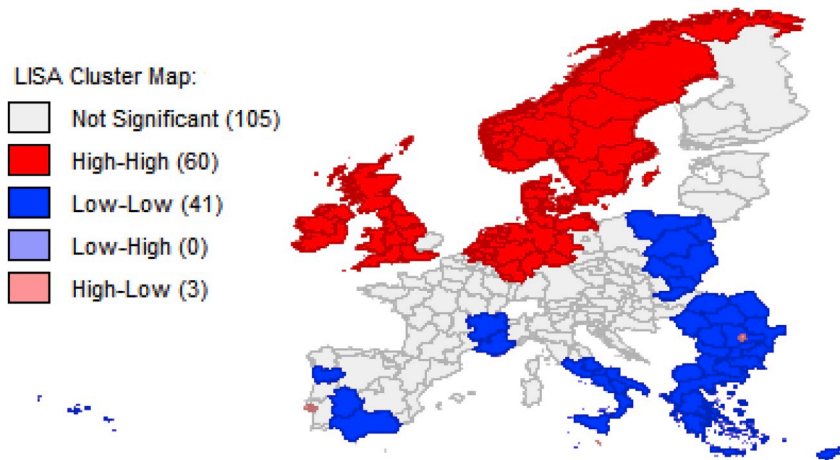 LISA Cluster Map:
Not Significant (105)
High-High (60)
Low-Low (41)
Low-High (0)
High-Low (3)